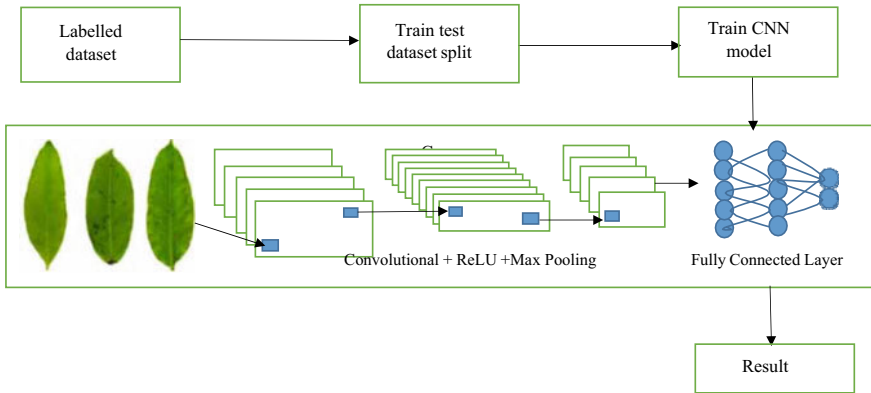 Labelled
dataset
Train test
dataset split
Train CNN
model
Convolutional + ReLU +Max Pooling
Fully Connected Layer
Result